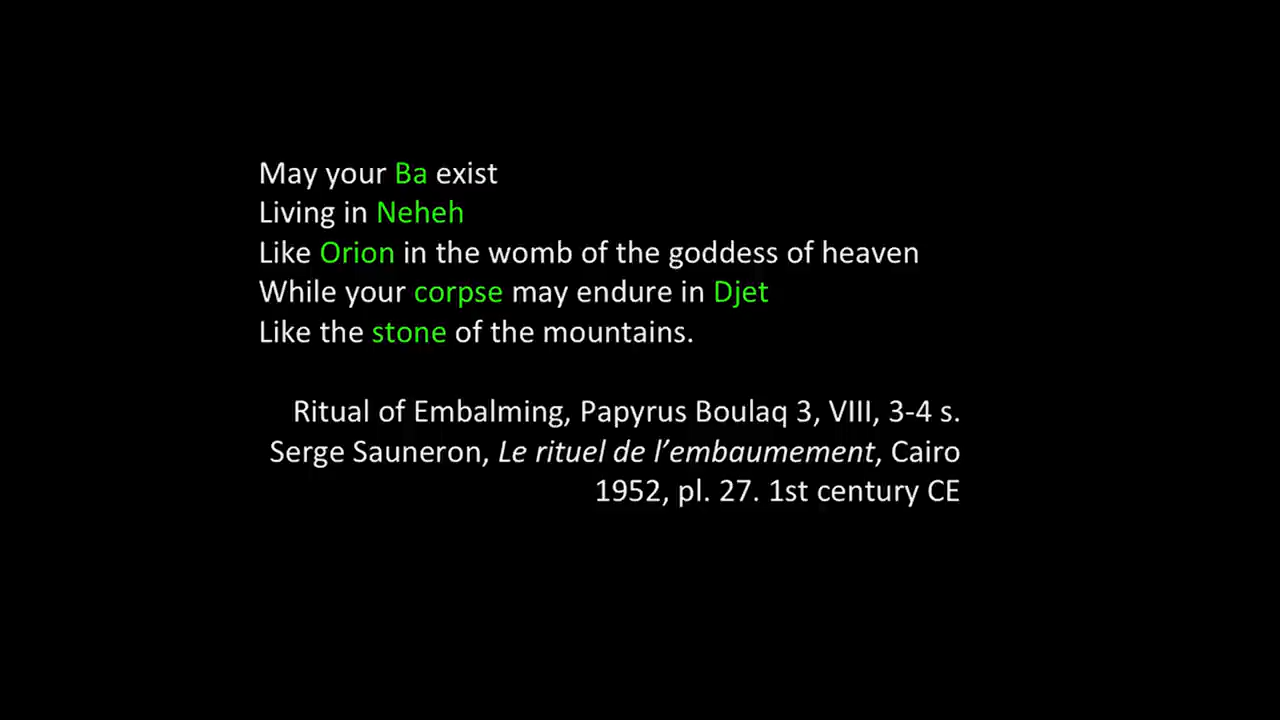 May your Ba exist
Living in Neheh
Like Orion in the womb of the goddess of heaven
While your corpse may endure in Djet
Like the stone of the mountains.
Ritual of Embalming, Papyrus Boulaq 3, VIII, 3-4 s.
Serge Sauneron, Le rituel de l’embaumement, Cairo
1952, pl. 27. 1st century CE